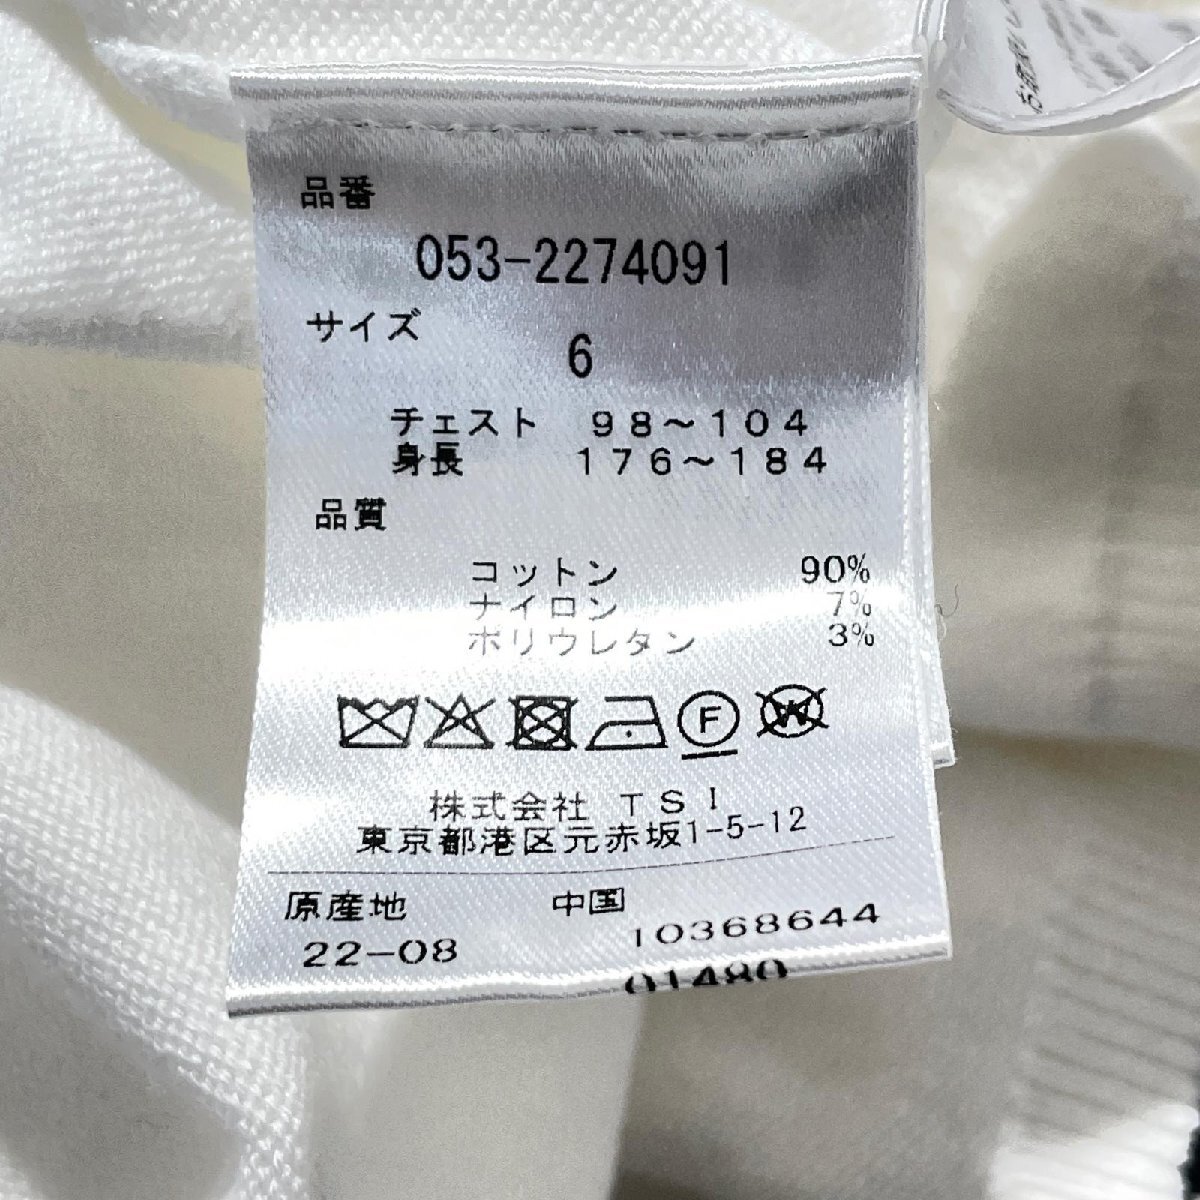 品番
053-2274091
サイズ
6
チェスト 98～104
身長 176～184
品質
コットン 90%
ナイロン 7%
ポリウレタン 3%
F
W
株式会社 TSI
東京都港区元赤坂1-5-12
原産地 中国
22-08 10368644
01480